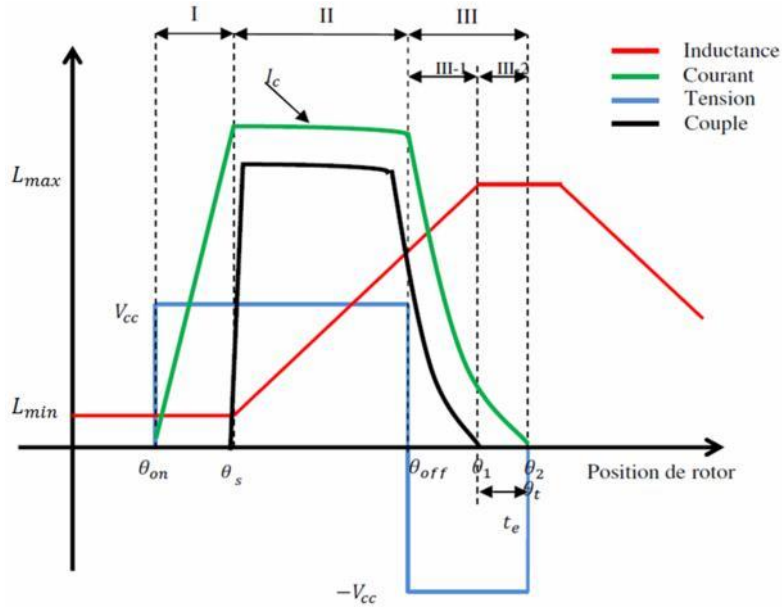 I II III
III-1 III-2
Inductance
Courant
Tension
Couple
I_c
L_max
V_cc
L_min
θ_on θ_s θ_off θ_1 θ_2 Position de rotor
θ_t
t_e
−V_cc